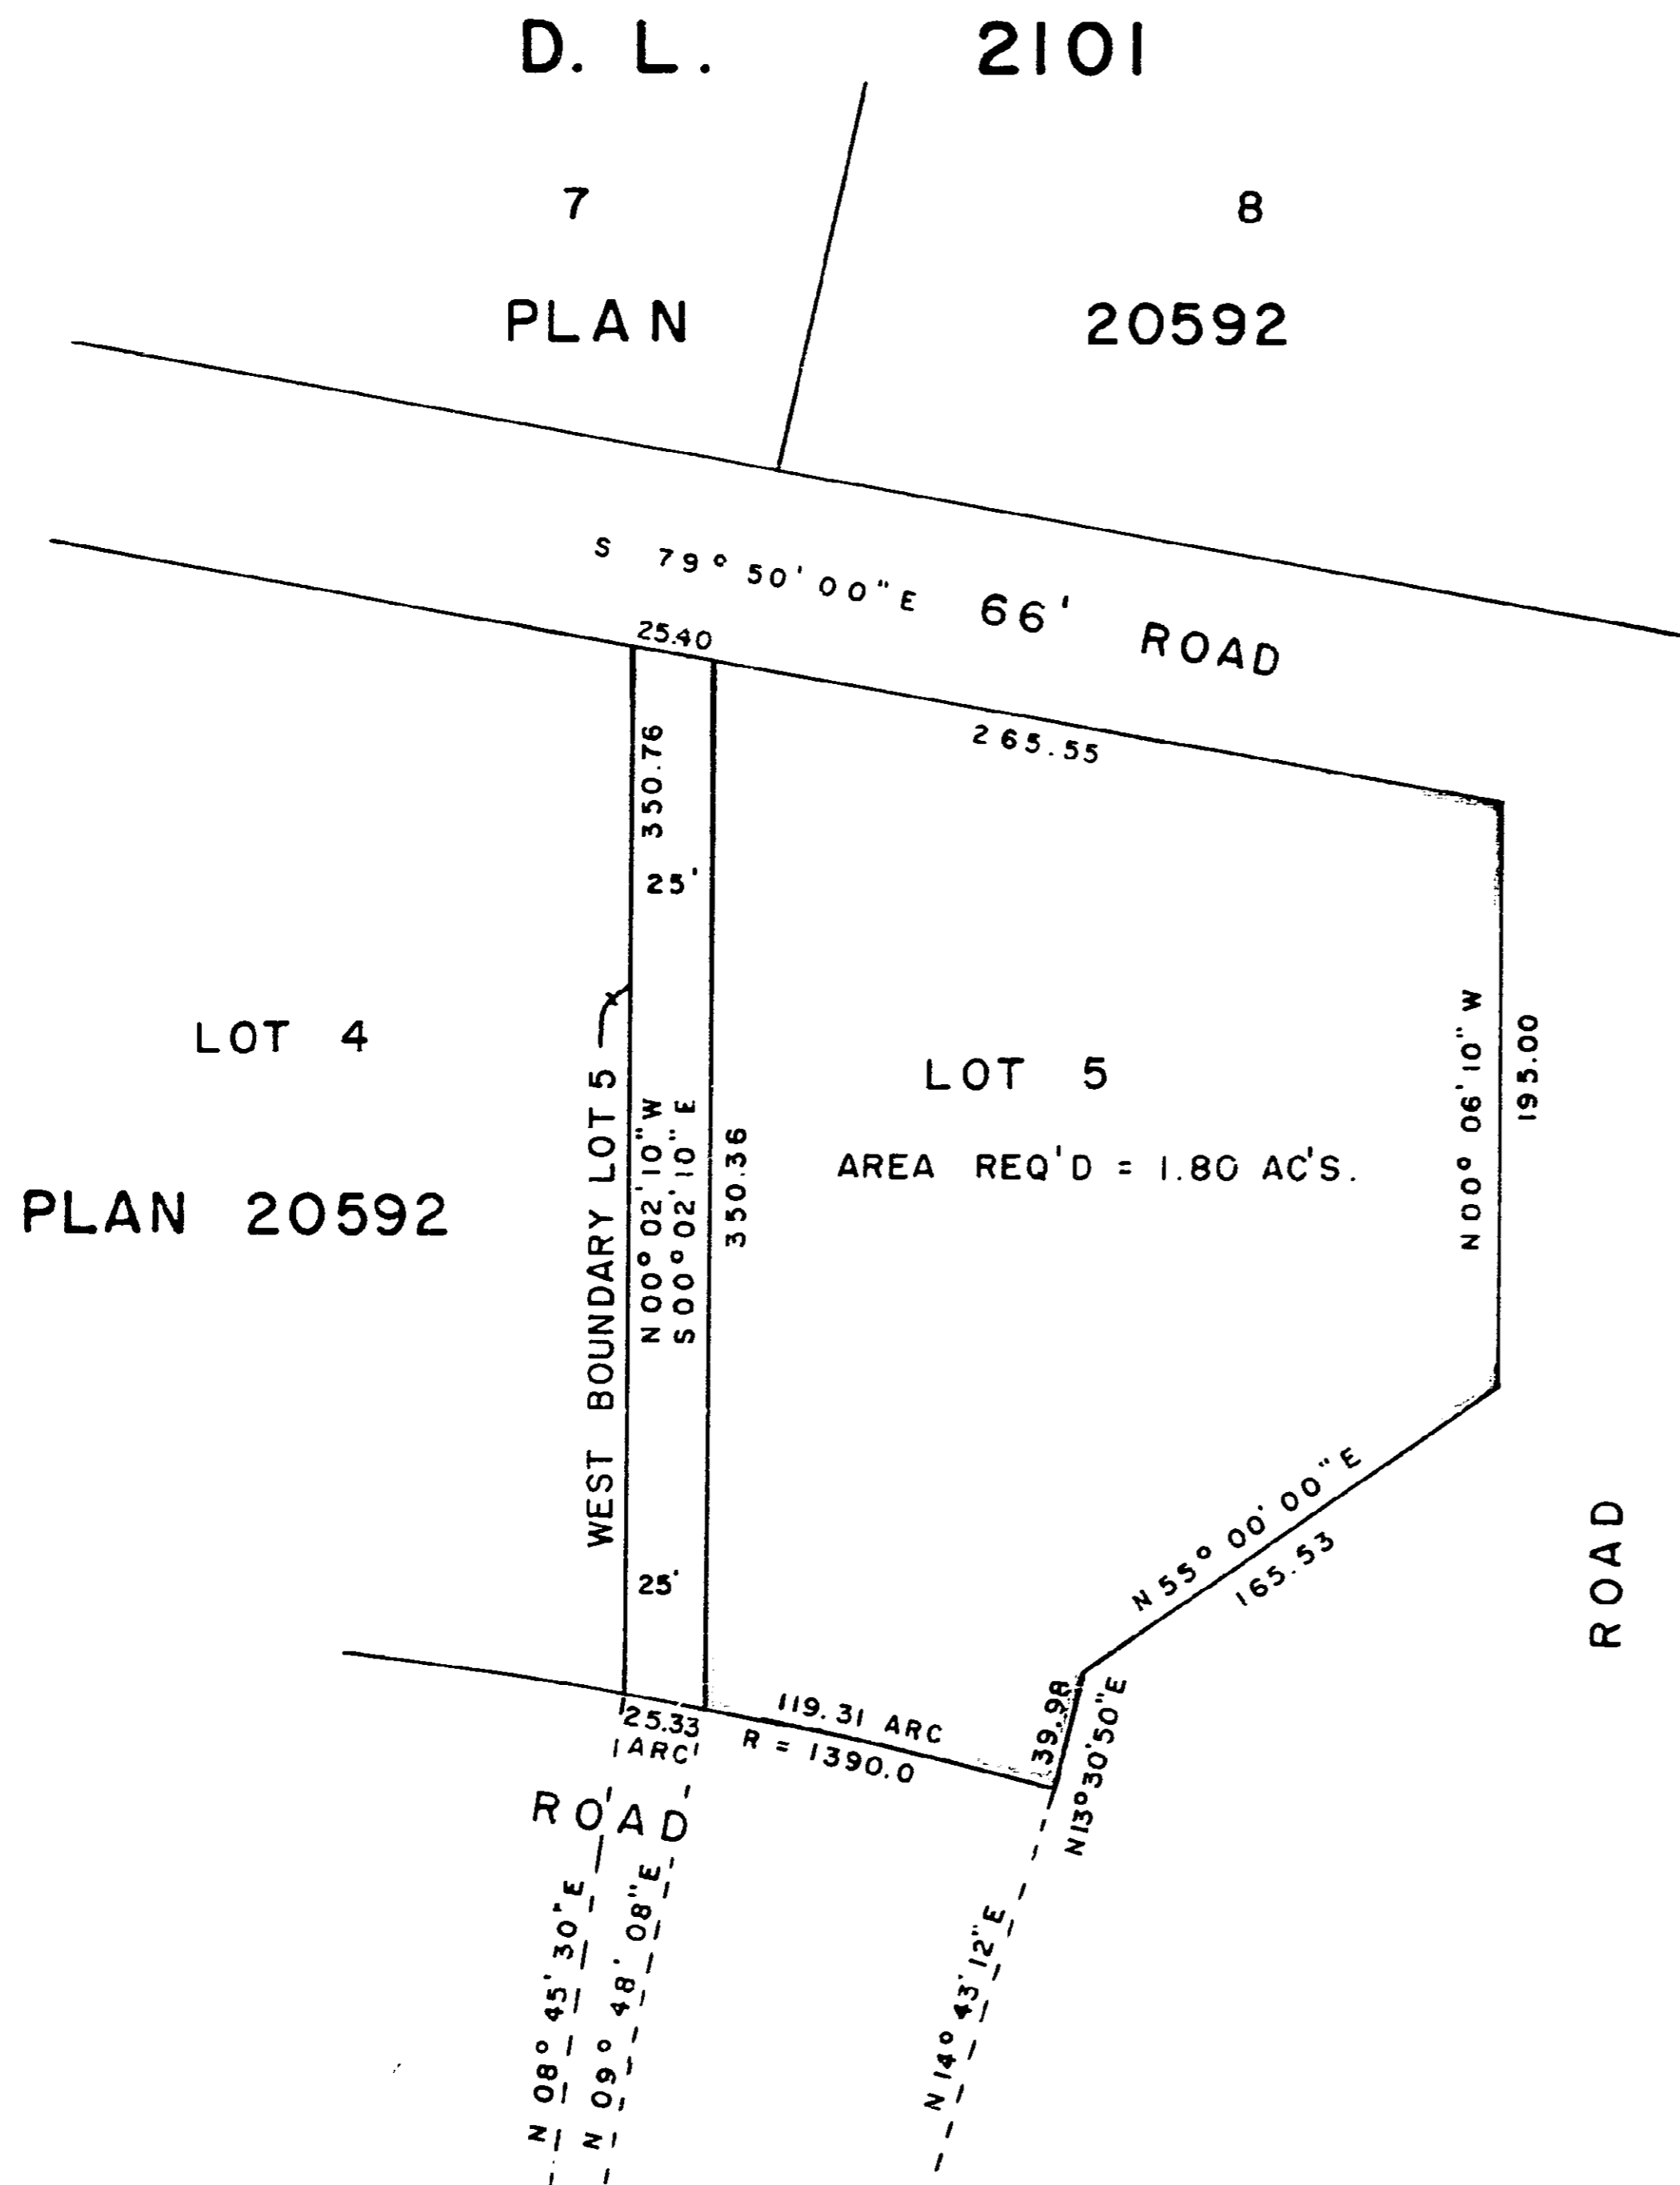 D. L. 2101
7
8
PLAN 20592
S 79° 50' 00" E 66' ROAD
25.40
265.55
350.76
25'
LOT 4
PLAN 20592
WEST BOUNDARY LOT 5
N 00° 02' 10" W
S 00° 02' 10" E
350.36
LOT 5
AREA REQ'D = 1.80 AC'S.
N 00° 06' 10" W
195.00
25'
N 55° 00' 00" E
165.53
ROAD
39.98
N 13° 30' 50" E
119.31 ARC
R = 1390.0
25.33
ARC
ROAD
N 08° 45' 30" E
N 09° 48' 08" E
N 14° 43' 12" E